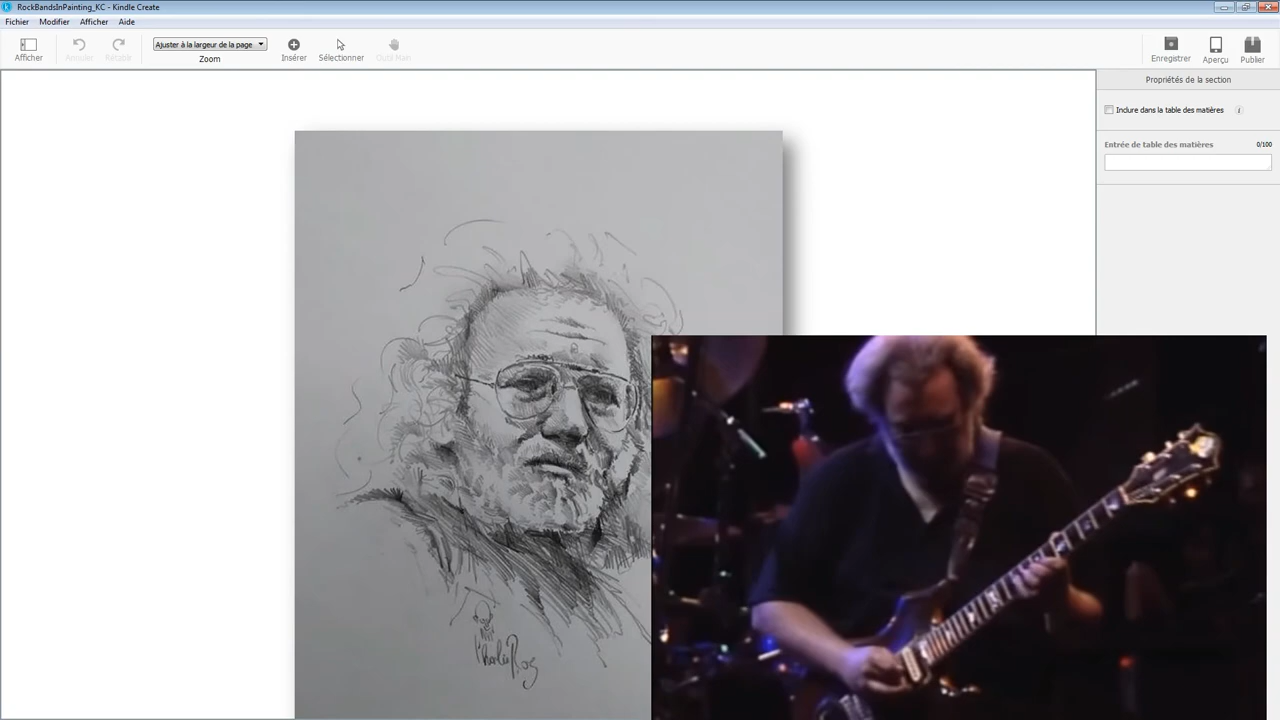 RockBandsInPainting_KC - Kindle Create
Fichier Modifier Afficher Aide
Afficher
Annuler
Rétablir
Ajuster à la largeur de la page
Zoom
Insérer
Sélectionner
Outil Main
Enregistrer
Aperçu
Publier
Propriétés de la section
Inclure dans la table des matières
Entrée de table des matières 0/100